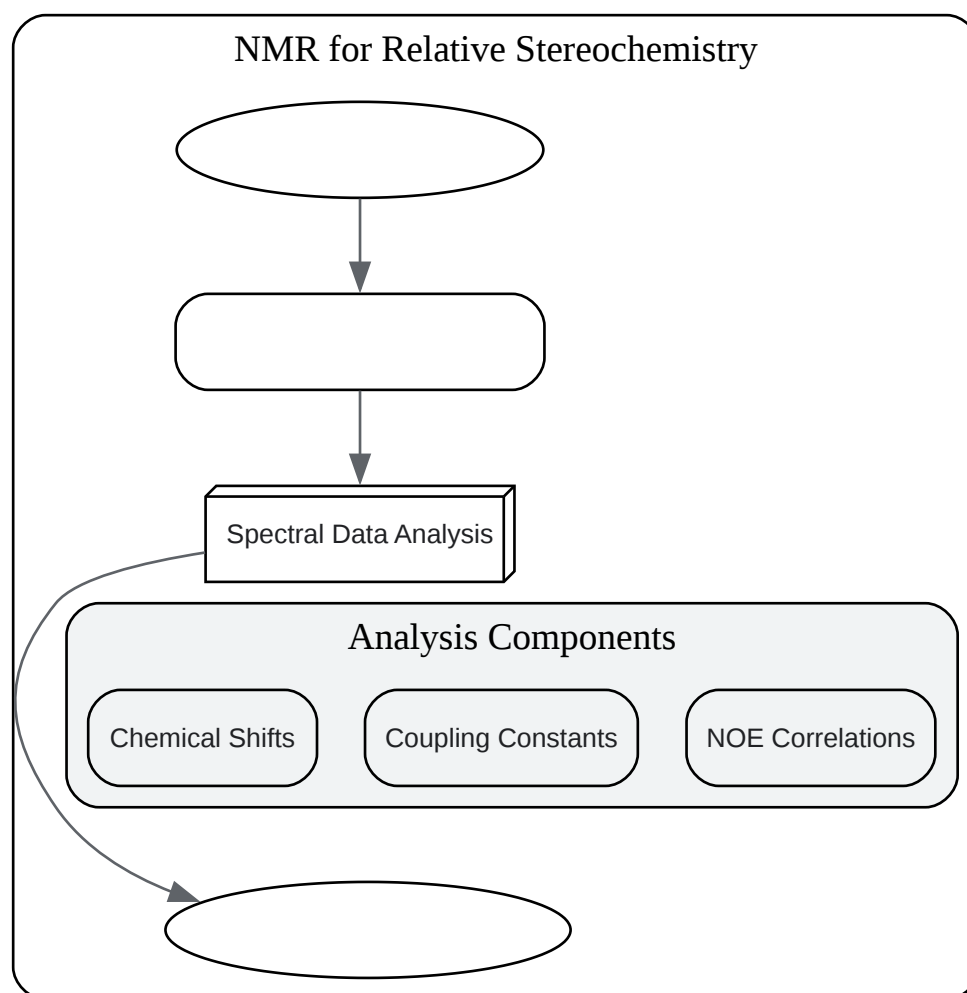 NMR for Relative Stereochemistry
Spectral Data Analysis
Analysis Components
Chemical Shifts
Coupling Constants
NOE Correlations